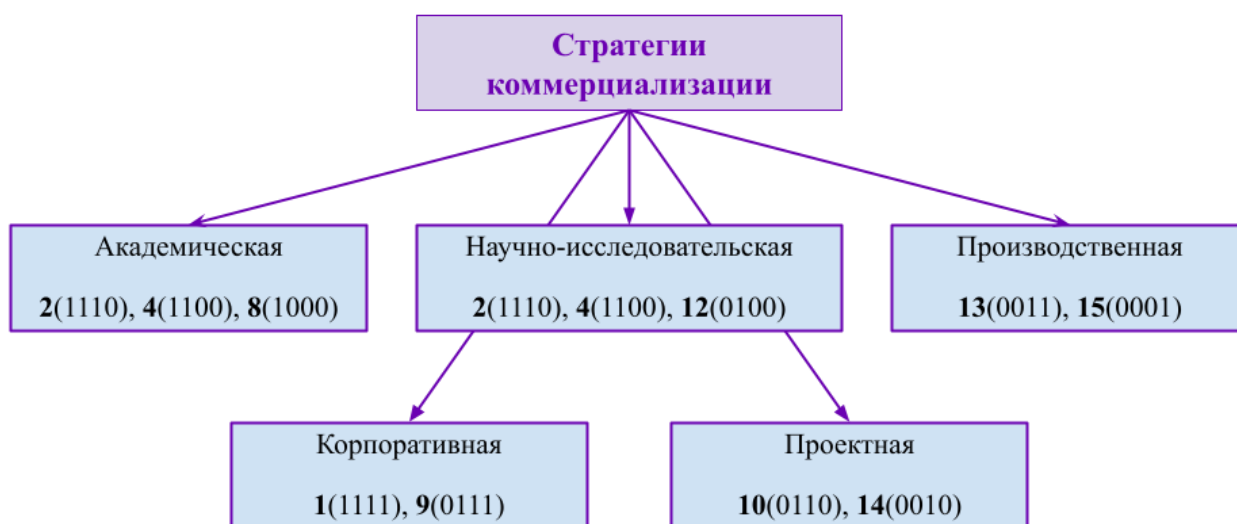 Стратегии
коммерциализации
Академическая
2(1110), 4(1100), 8(1000)
Научно-исследовательская
2(1110), 4(1100), 12(0100)
Производственная
13(0011), 15(0001)
Корпоративная
1(1111), 9(0111)
Проектная
10(0110), 14(0010)